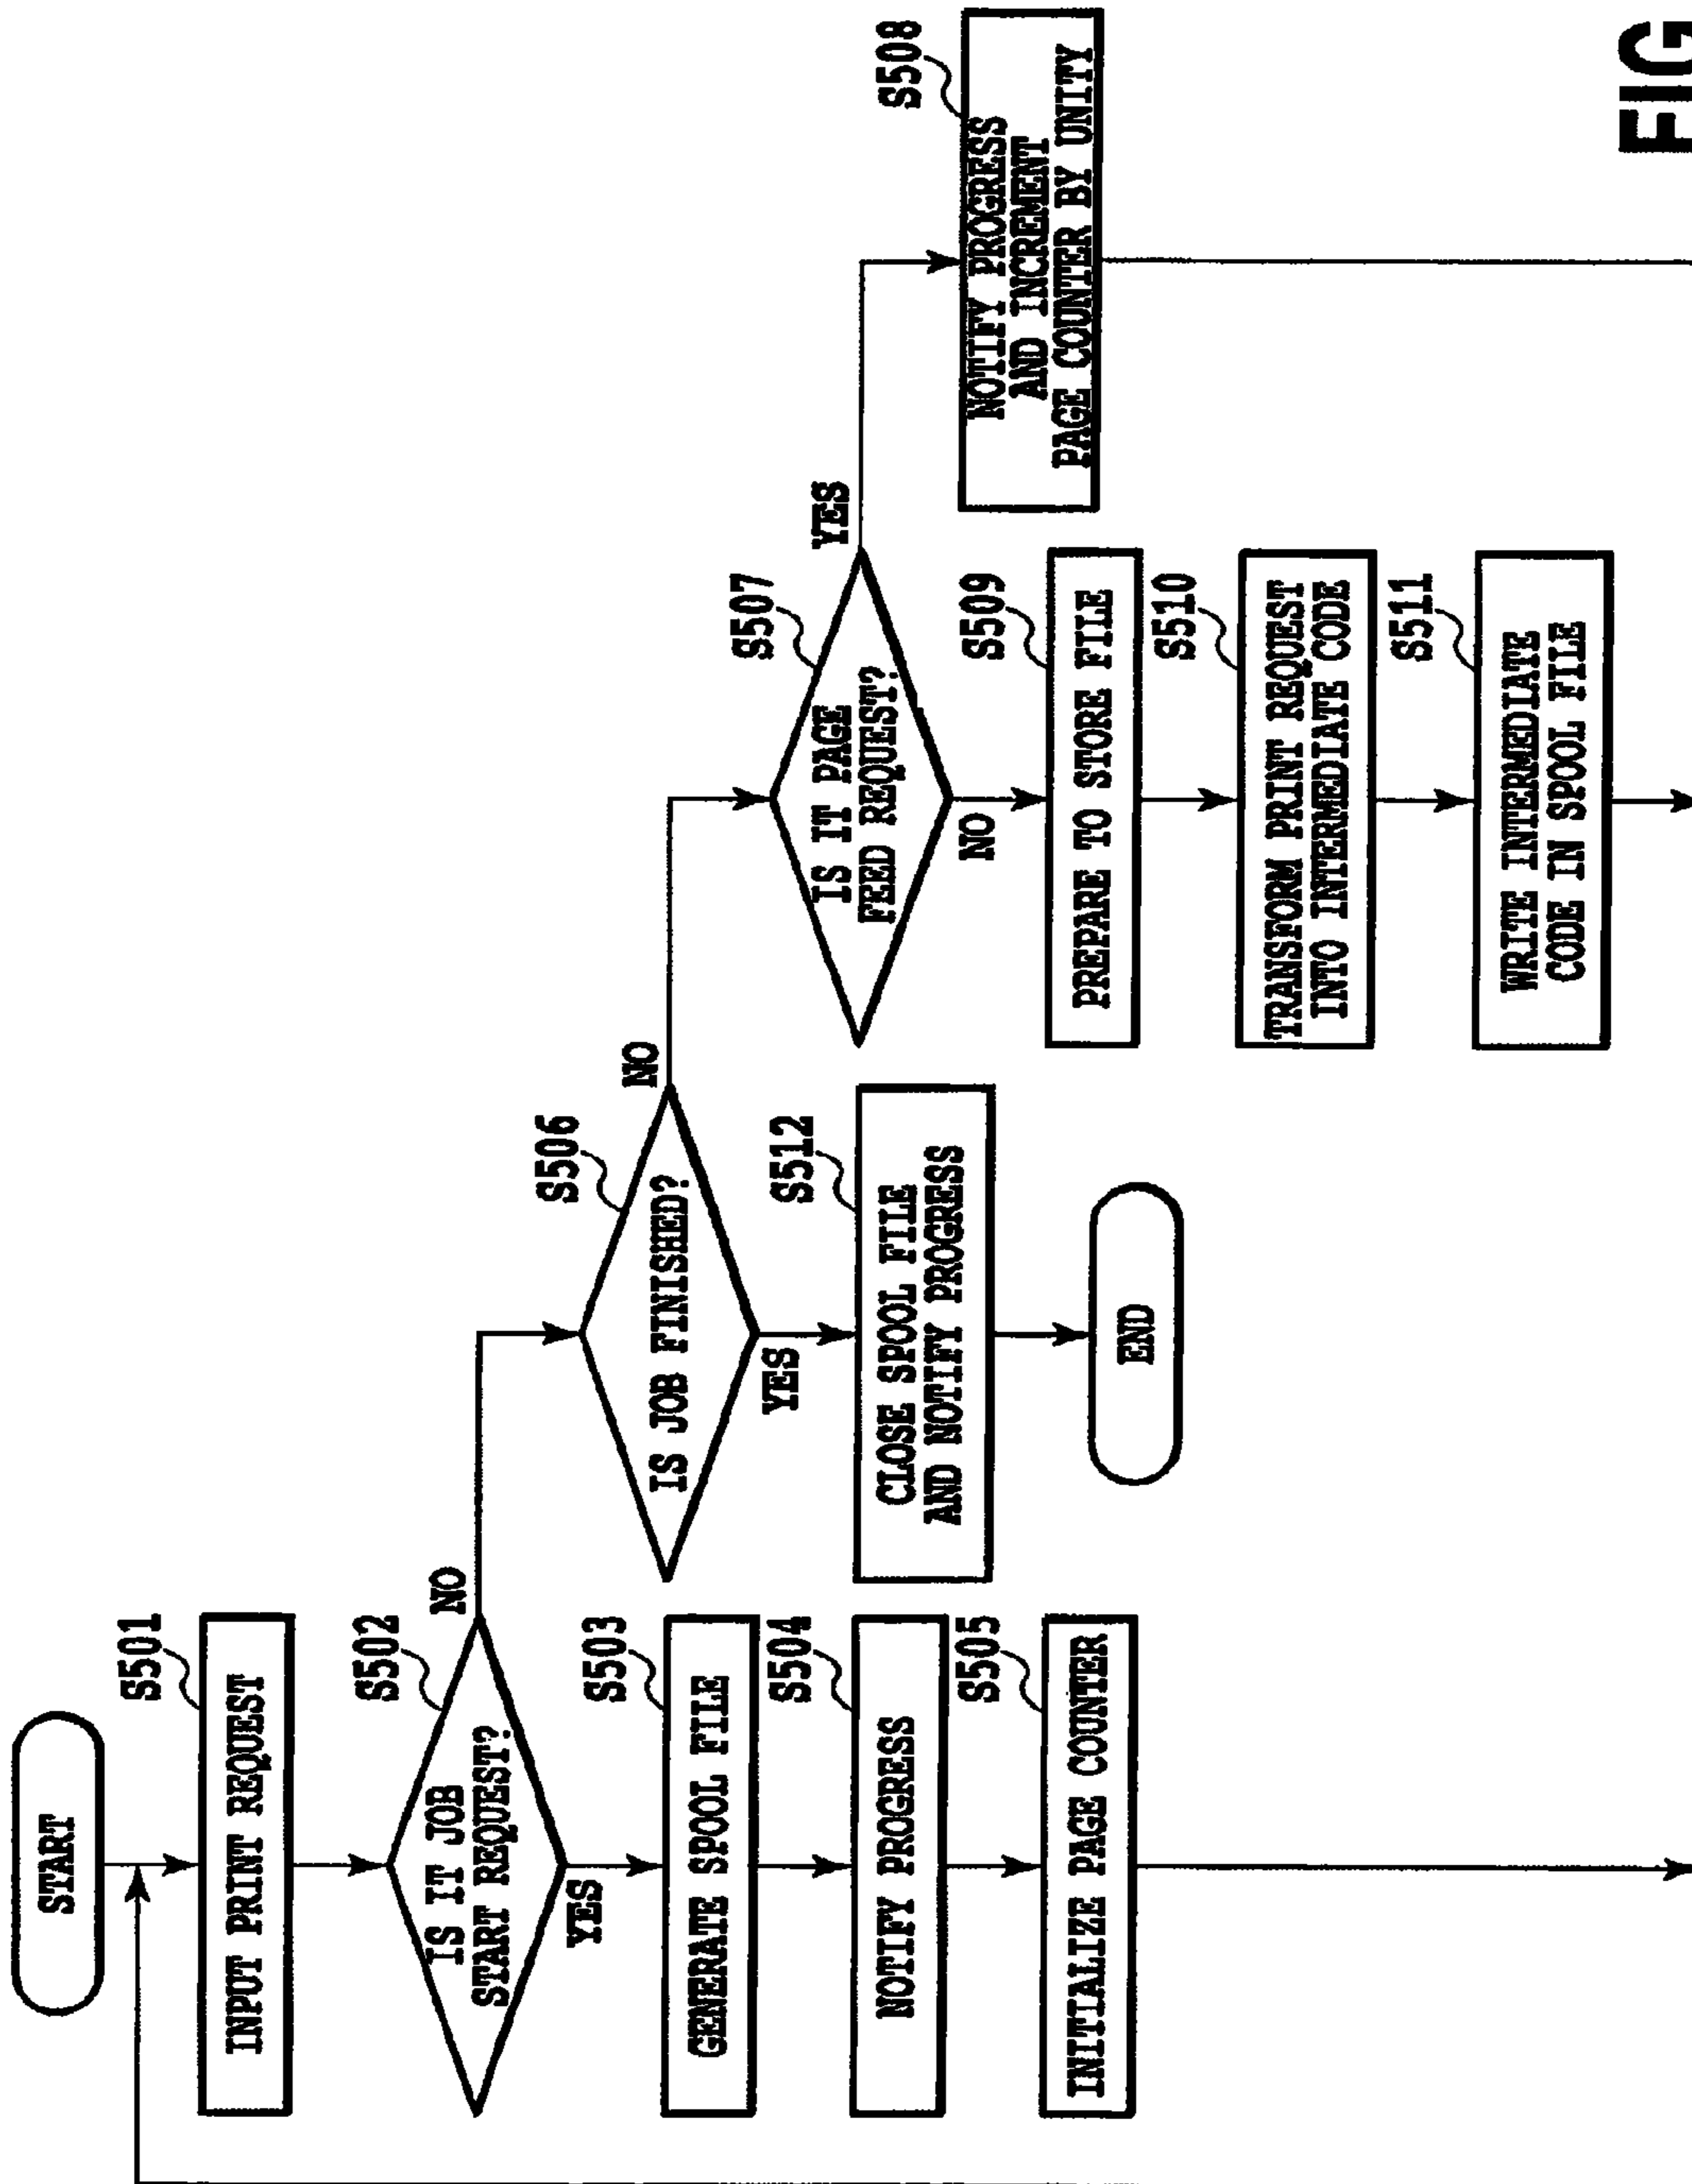 START
S501
INPUT PRINT REQUEST
S502
IS IT JOB
START REQUEST?
NO
YES
S503
GENERATE SPOOL FILE
S504
NOTIFY PROGRESS
S505
INITIALIZE PAGE COUNTER
S506
IS JOB FINISHED?
NO
YES
S512
CLOSE SPOOL FILE
AND NOTIFY PROGRESS
END
S507
IS IT PAGE
FEED REQUEST?
YES
NO
S509
PREPARE TO STORE FILE
S510
TRANSFORM PRINT REQUEST
INTO INTERMEDIATE CODE
S511
WRITE INTERMEDIATE
CODE IN SPOOL FILE
S508
NOTIFY PROGRESS
AND INCREMENT
PAGE COUNTER BY UNITY
FIG